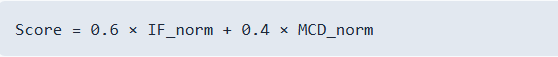 Score = 0.6 × IF_norm + 0.4 × MCD_norm